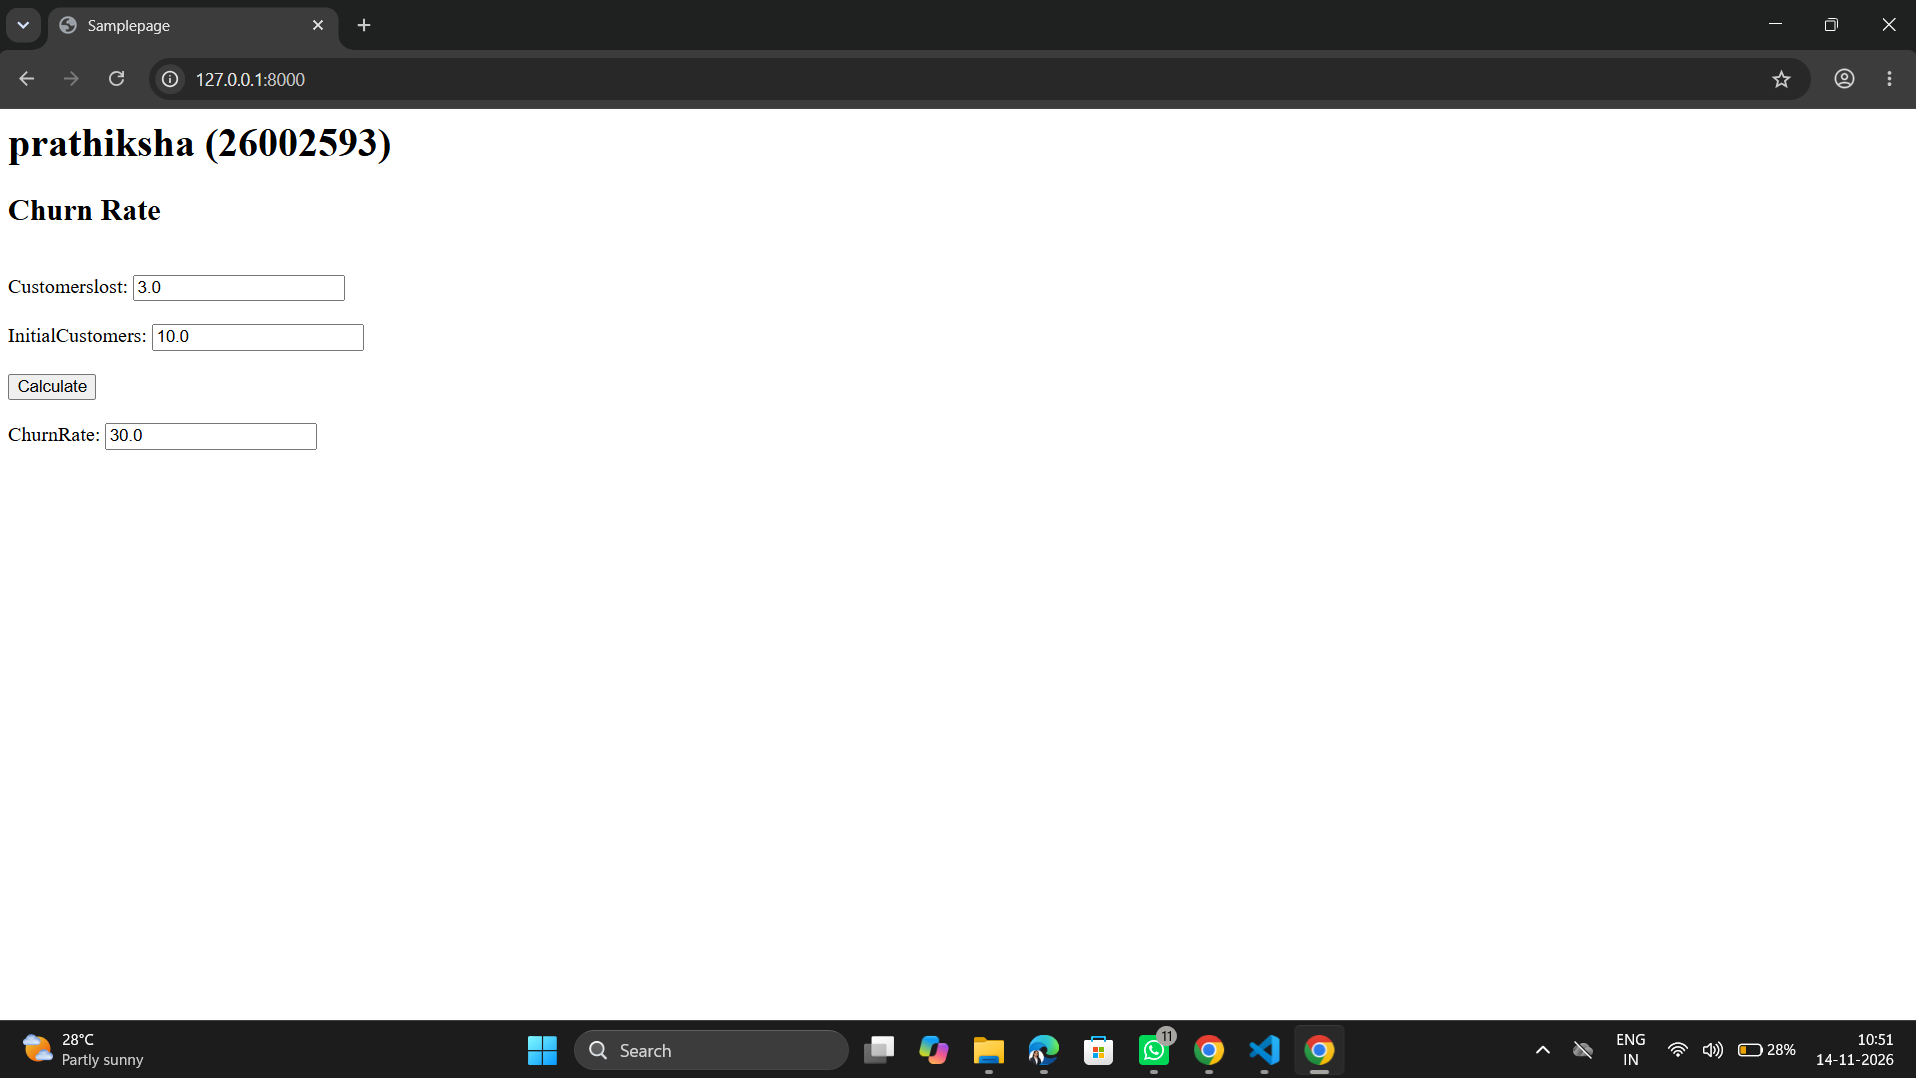 Samplepage
127.0.0.1:8000
prathiksha (26002593)
Churn Rate
Customerslost: 3.0
InitialCustomers: 10.0
Calculate
ChurnRate: 30.0
28°C
Partly sunny
Search
11
ENG
IN
28%
10:51
14-11-2026